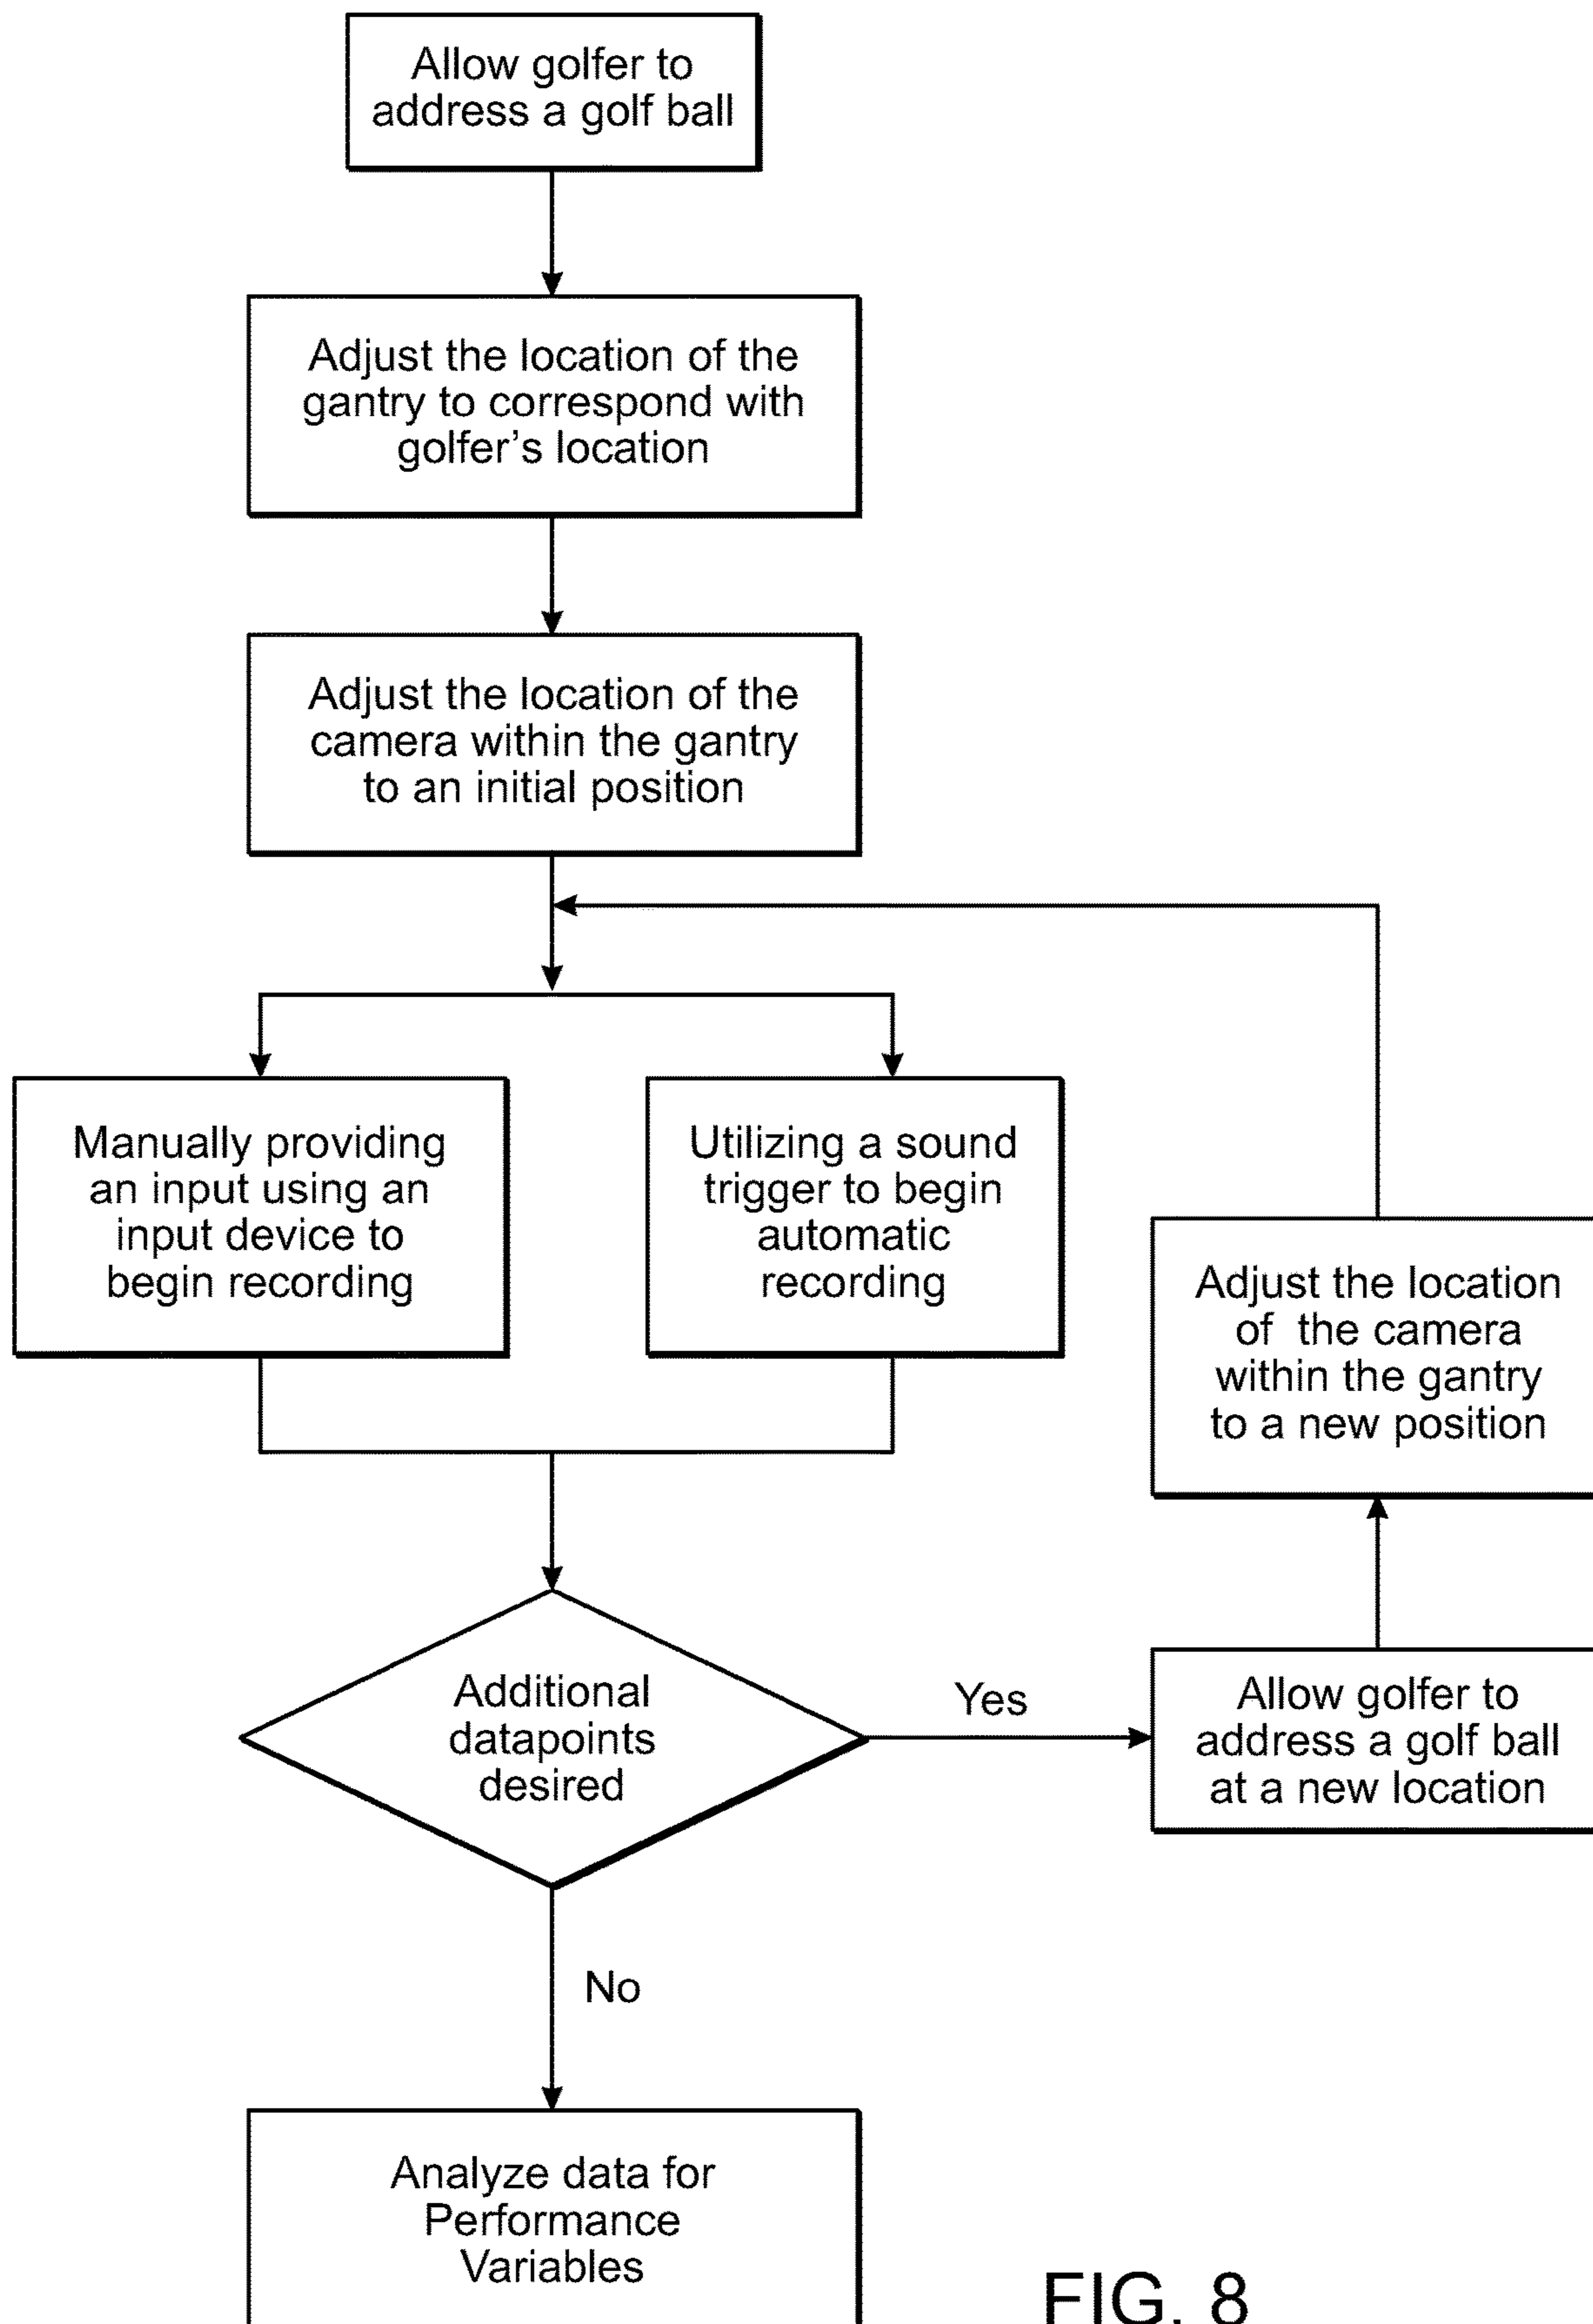 Allow golfer to
address a golf ball
Adjust the location of the
gantry to correspond with
golfer's location
Adjust the location of the
camera within the gantry
to an initial position
Manually providing
an input using an
input device to
begin recording
Utilizing a sound
trigger to begin
automatic
recording
Adjust the location
of the camera
within the gantry
to a new position
Additional
datapoints
desired
Yes
Allow golfer to
address a golf ball
at a new location
No
Analyze data for
Performance
Variables
FIG. 8